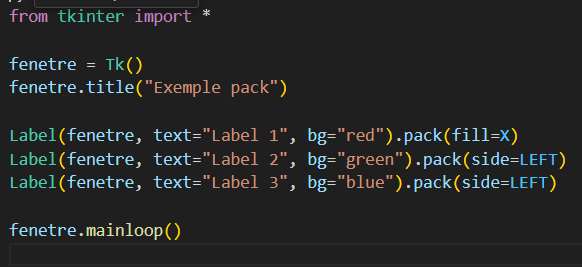 from tkinter import *
fenetre = Tk()
fenetre.title("Exemple pack")
Label(fenetre, text="Label 1", bg="red").pack(fill=X)
Label(fenetre, text="Label 2", bg="green").pack(side=LEFT)
Label(fenetre, text="Label 3", bg="blue").pack(side=LEFT)
fenetre.mainloop()